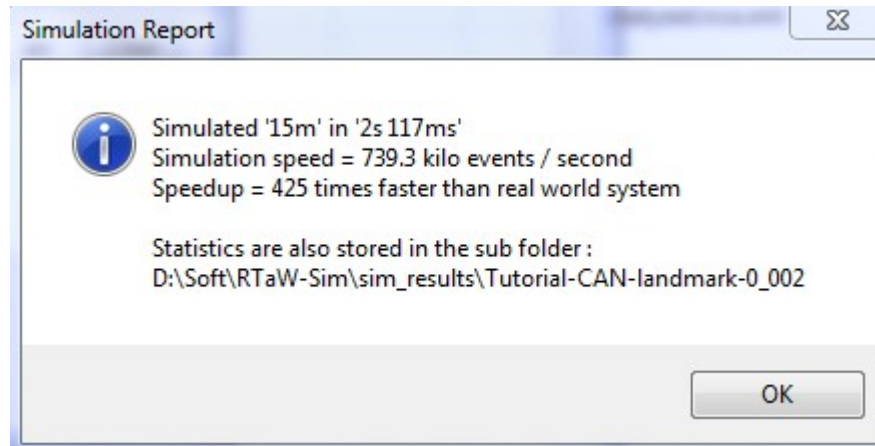 Simulation Report
Simulated '15m' in '2s 117ms'
Simulation speed = 739.3 kilo events / second
Speedup = 425 times faster than real world system
Statistics are also stored in the sub folder :
D:\Soft\RTaW-Sim\sim_results\Tutorial-CAN-landmark-0_002
OK